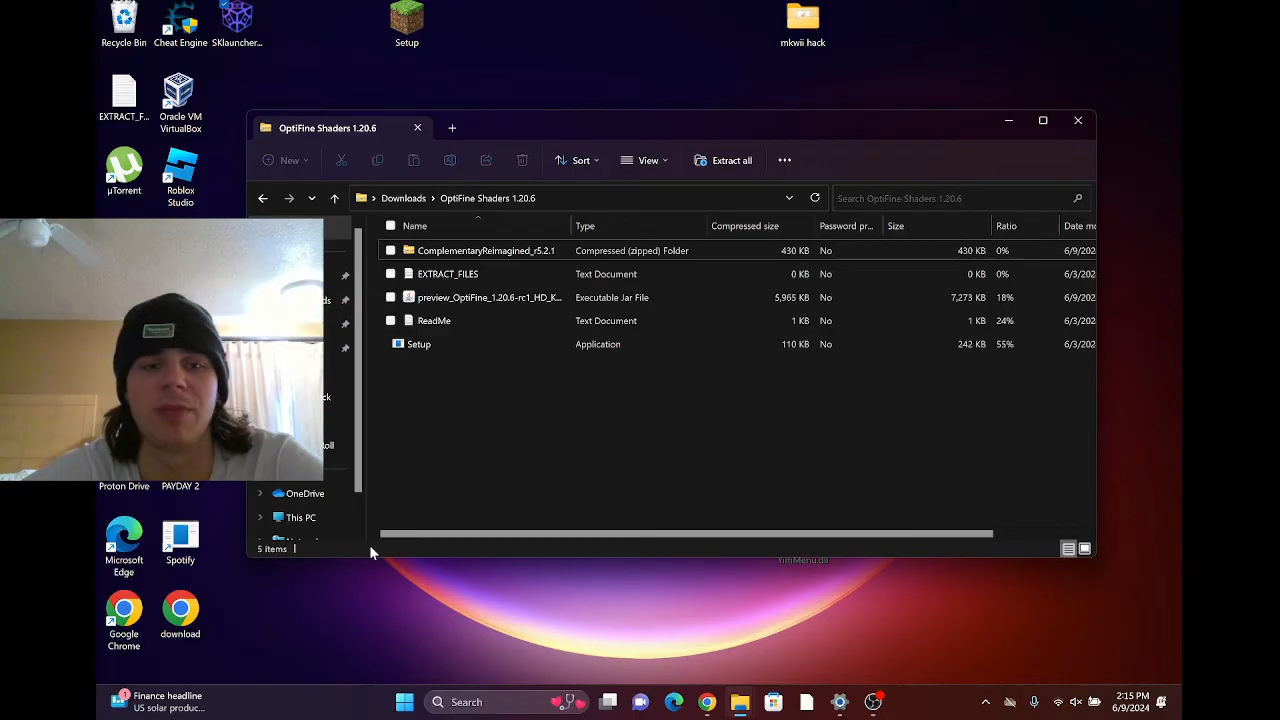 Recycle Bin
Cheat Engine
SKlauncher...
Setup
mkwii hack
EXTRACT_F...
Oracle VM
VirtualBox
µTorrent
Roblox
Studio
OptiFine Shaders 1.20.6
New
Sort
View
Extract all
Downloads
OptiFine Shaders 1.20.6
Search OptiFine Shaders 1.20.6
Name
Type
Compressed size
Password pr...
Size
Ratio
Date mo
ComplementaryReimagined_r5.2.1
Compressed (zipped) Folder
430 KB
No
430 KB
0%
6/9/202
EXTRACT_FILES
Text Document
0 KB
No
0 KB
0%
6/3/202
preview_OptiFine_1.20.6-rc1_HD_K...
Executable Jar File
5,965 KB
No
7,273 KB
18%
6/9/202
ReadMe
Text Document
1 KB
No
1 KB
24%
6/3/202
Setup
Application
110 KB
No
242 KB
55%
6/3/202
Proton Drive
PAYDAY 2
OneDrive
This PC
5 items
YimMenu.dll
Microsoft
Edge
Spotify
Google
Chrome
download
1
Finance headline
US solar produc...
Search
2:15 PM
6/9/2024